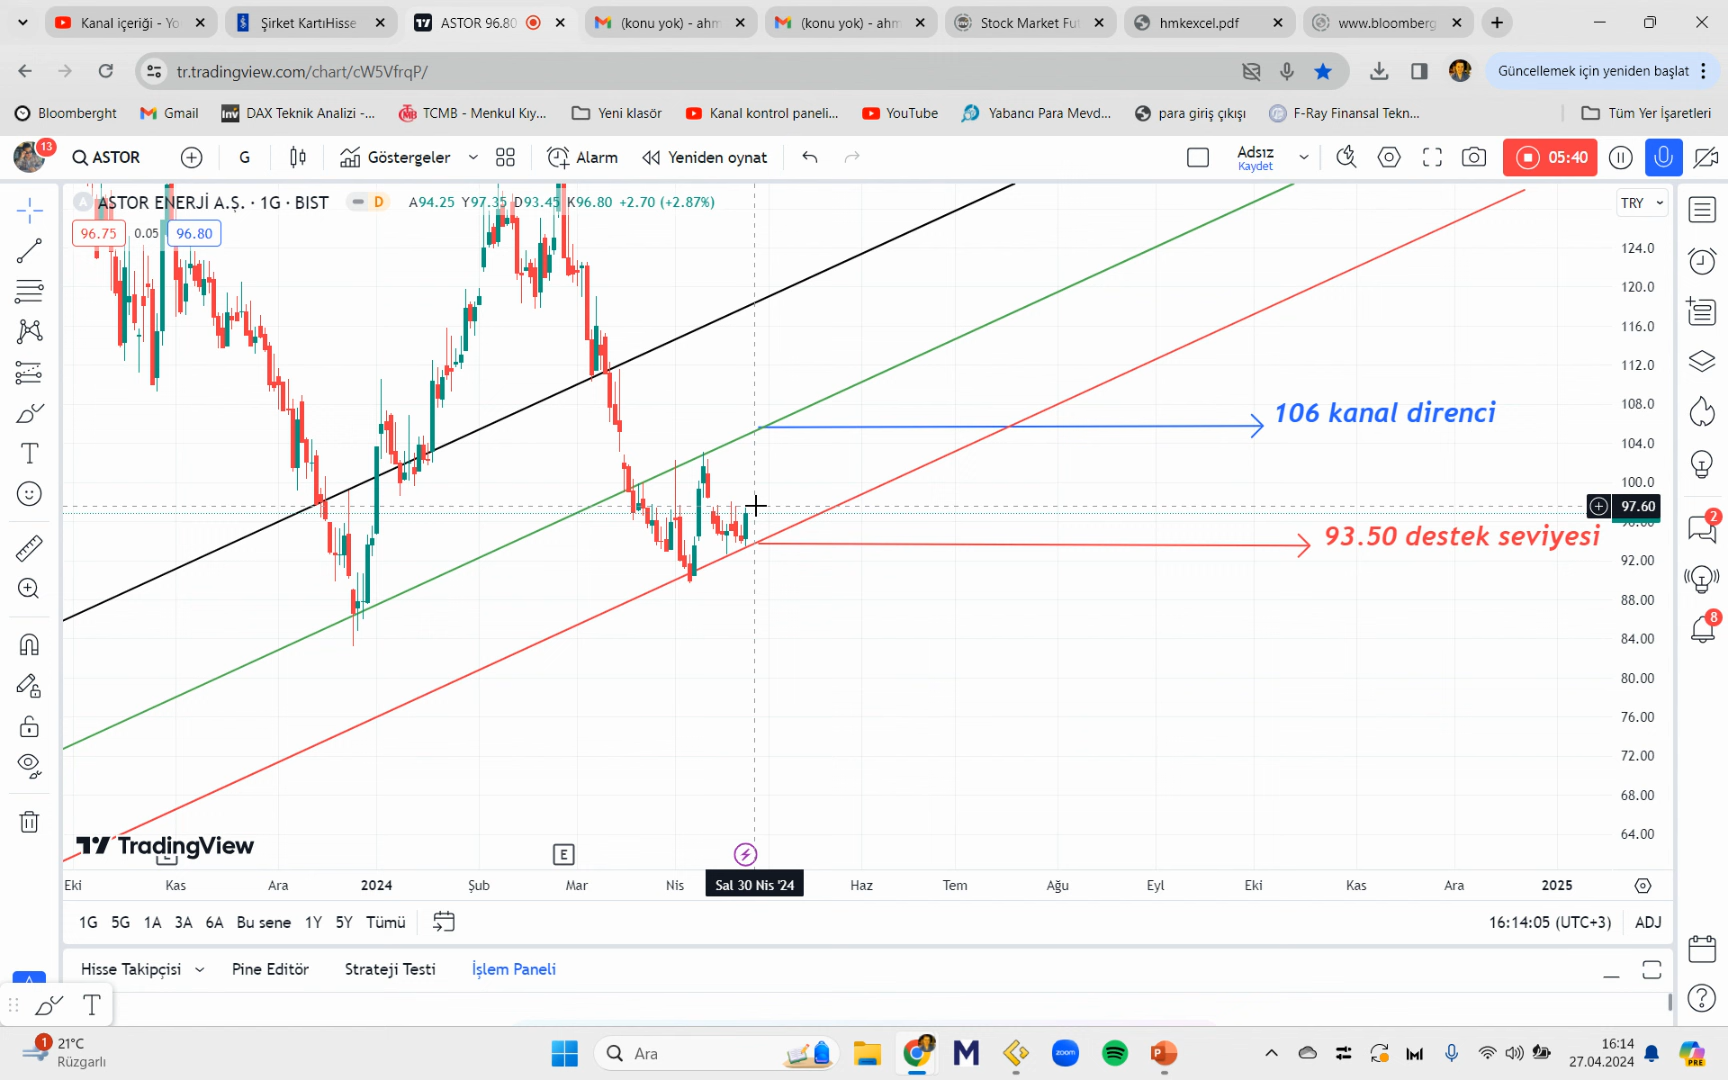 Kanal içeriği - Yo
Şirket KartıHisse
ASTOR 96.80
(konu yok) - ahm
(konu yok) - ahm
Stock Market Fut
hmkexcel.pdf
www.bloomberg
tr.tradingview.com/chart/cW5VfrqP/
Güncellemek için yeniden başlat
Bloomberght
Gmail
DAX Teknik Analizi -...
TCMB - Menkul Kıy...
Yeni klasör
Kanal kontrol paneli...
YouTube
Yabancı Para Mevd...
para giriş çıkışı
F-Ray Finansal Tekn...
Tüm Yer İşaretleri
13
ASTOR
G
Göstergeler
Alarm
Yeniden oynat
Adsız
Kaydet
05:40
ASTOR ENERJİ A.Ş. · 1G · BIST
D
A94.25 Y97.35 D93.45 K96.80 +2.70 (+2.87%)
96.75
0.05
96.80
TRY
124.0
120.0
116.0
112.0
108.0
106 kanal direnci
104.0
100.0
97.60
2
93.50 destek seviyesi
92.00
88.00
8
84.00
80.00
76.00
72.00
68.00
64.00
TradingView
E
Eki
Kas
Ara
2024
Şub
Mar
Nis
Sal 30 Nis '24
Haz
Tem
Ağu
Eyl
Eki
Kas
Ara
2025
1G 5G 1A 3A 6A Bu sene 1Y 5Y Tümü
16:14:05 (UTC+3)
ADJ
Hisse Takipçisi
Pine Editör
Strateji Testi
İşlem Paneli
1
21°C
Rüzgarlı
Ara
zoom
16:14
27.04.2024
PRE